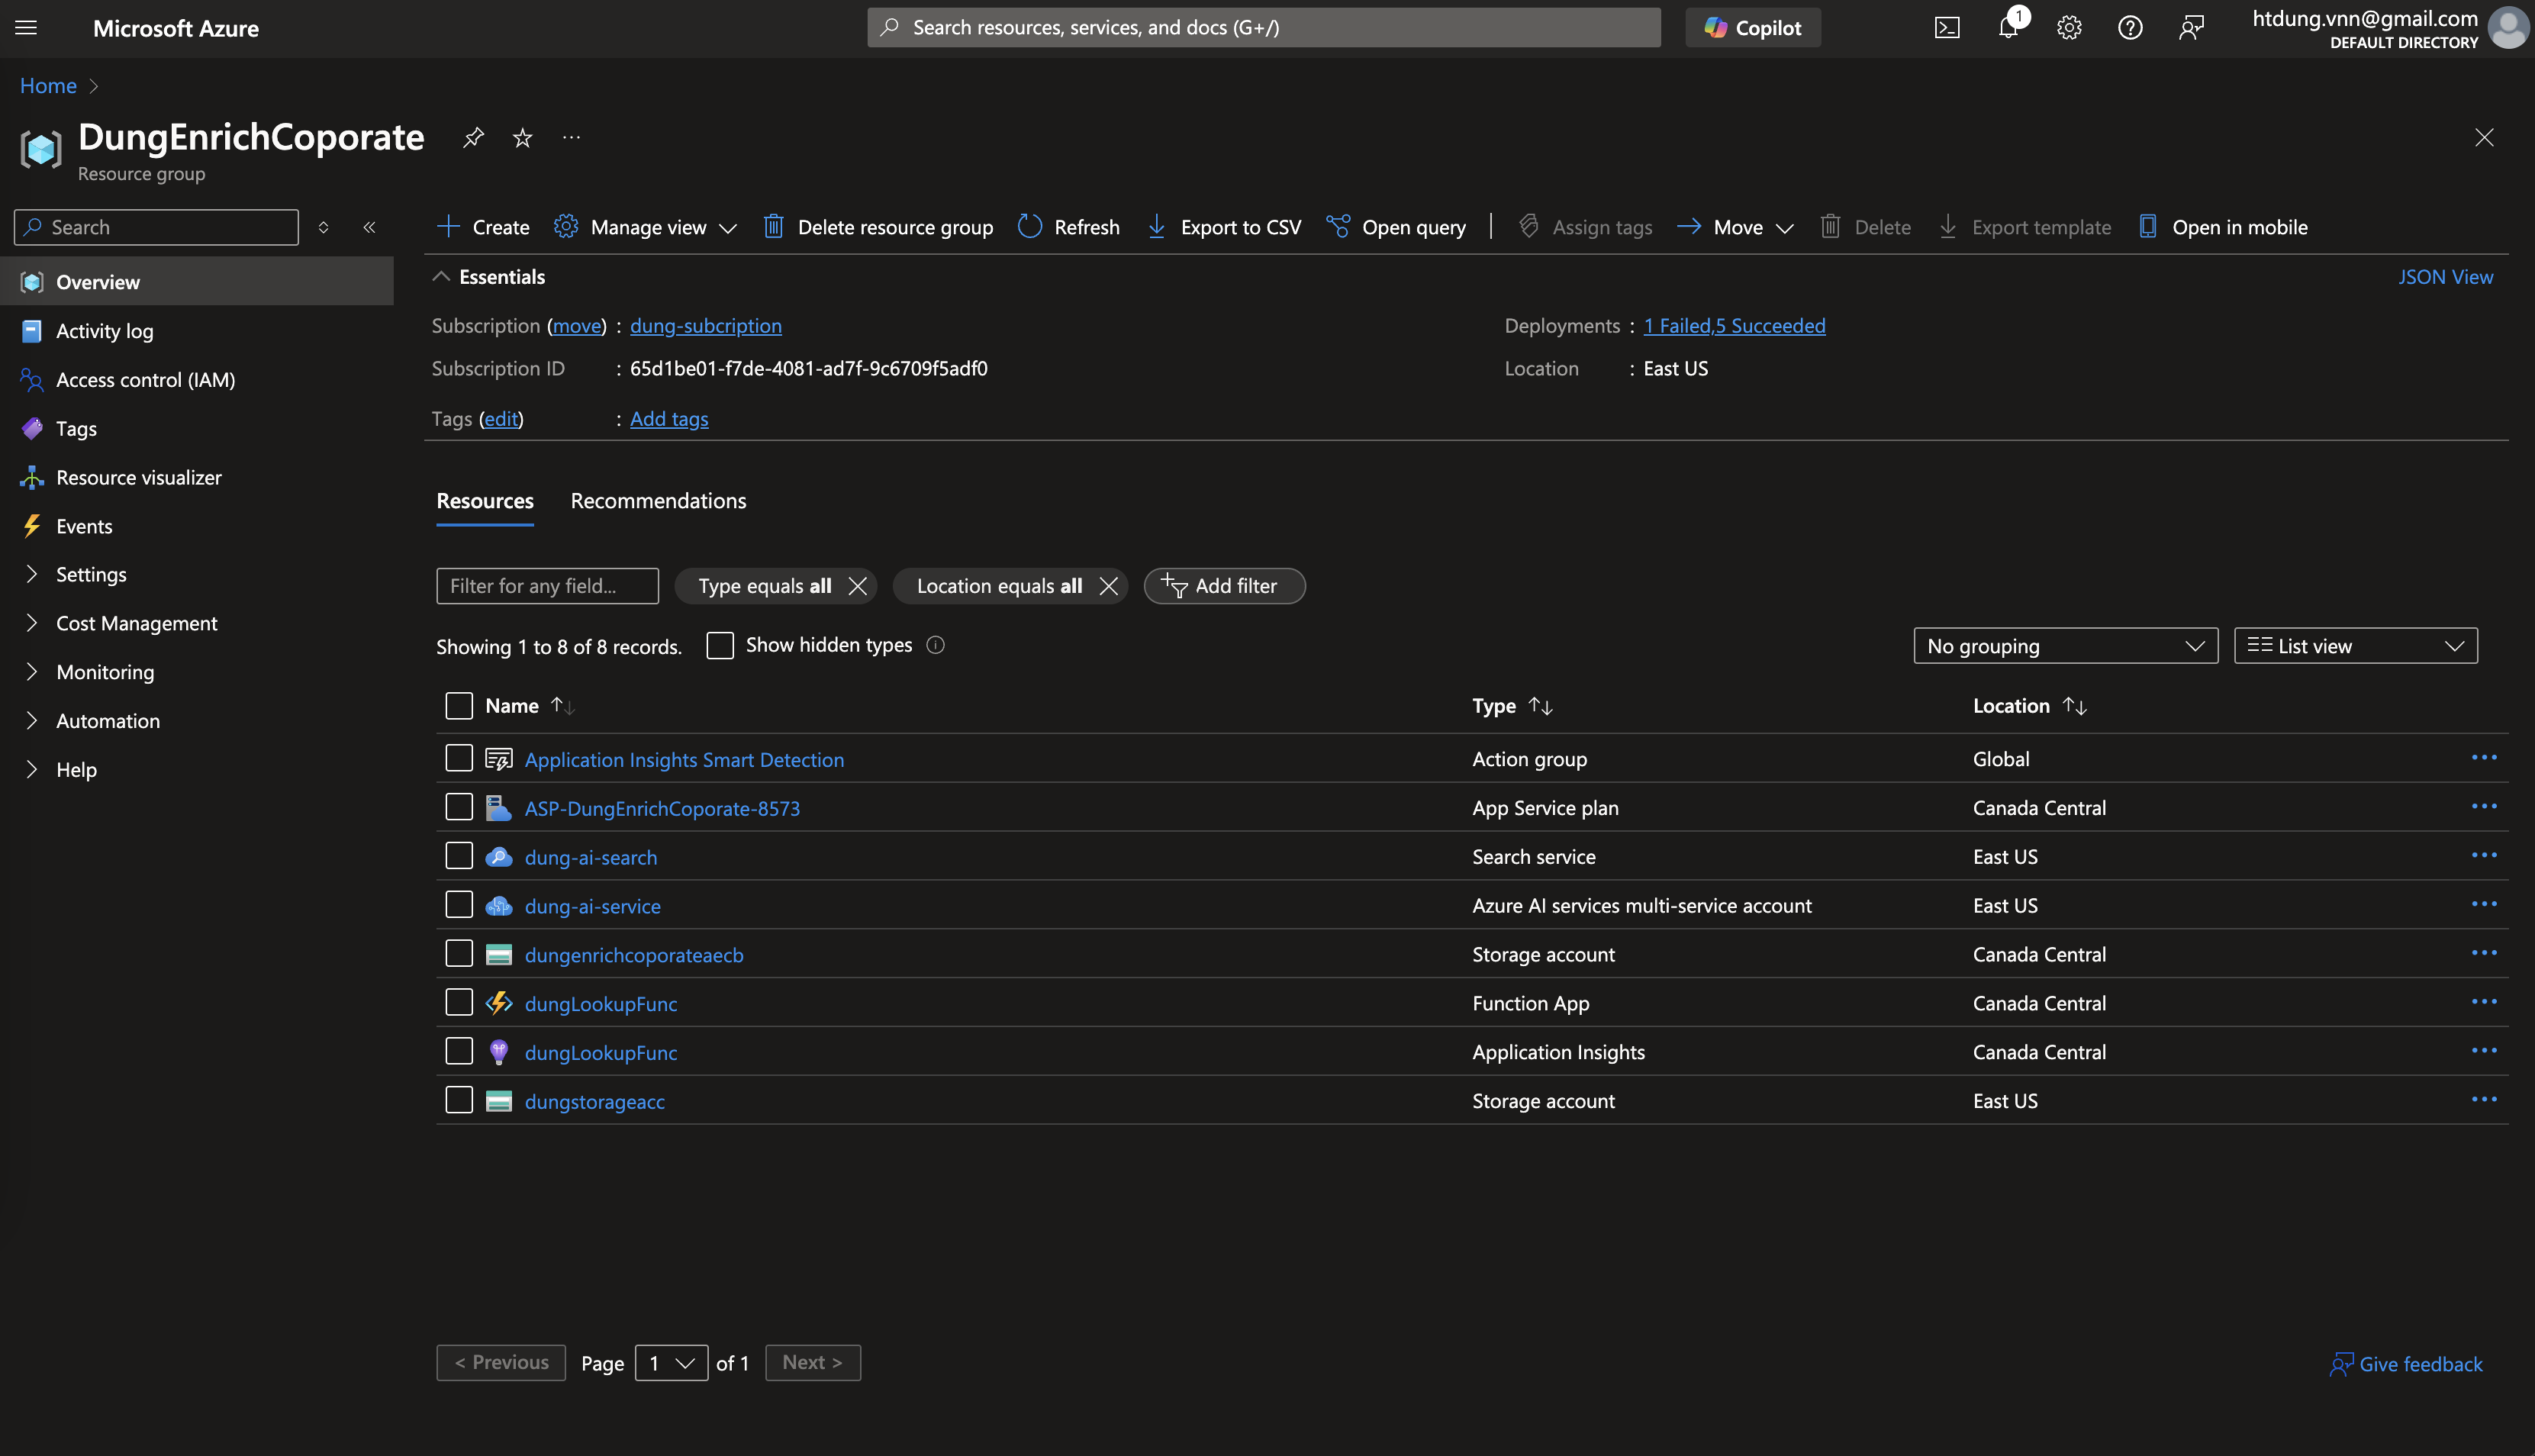 Microsoft Azure
Search resources, services, and docs (G+/)
Copilot
1
htdung.vnn@gmail.com
DEFAULT DIRECTORY
Home
DungEnrichCoporate
Resource group
Search
Overview
Activity log
Access control (IAM)
Tags
Resource visualizer
Events
Settings
Cost Management
Monitoring
Automation
Help
Create Manage view Delete resource group Refresh Export to CSV Open query Assign tags Move Delete Export template Open in mobile
Essentials
JSON View
Subscription (move) : dung-subcription
Subscription ID : 65d1be01-f7de-4081-ad7f-9c6709f5adf0
Tags (edit) : Add tags
Deployments : 1 Failed,5 Succeeded
Location : East US
Resources Recommendations
Filter for any field... Type equals all Location equals all Add filter
Showing 1 to 8 of 8 records. Show hidden types
No grouping List view
Name Type Location
Application Insights Smart Detection Action group Global
ASP-DungEnrichCoporate-8573 App Service plan Canada Central
dung-ai-search Search service East US
dung-ai-service Azure AI services multi-service account East US
dungenrichcoporateaecb Storage account Canada Central
dungLookupFunc Function App Canada Central
dungLookupFunc Application Insights Canada Central
dungstorageacc Storage account East US
< Previous Page 1 of 1 Next >
Give feedback